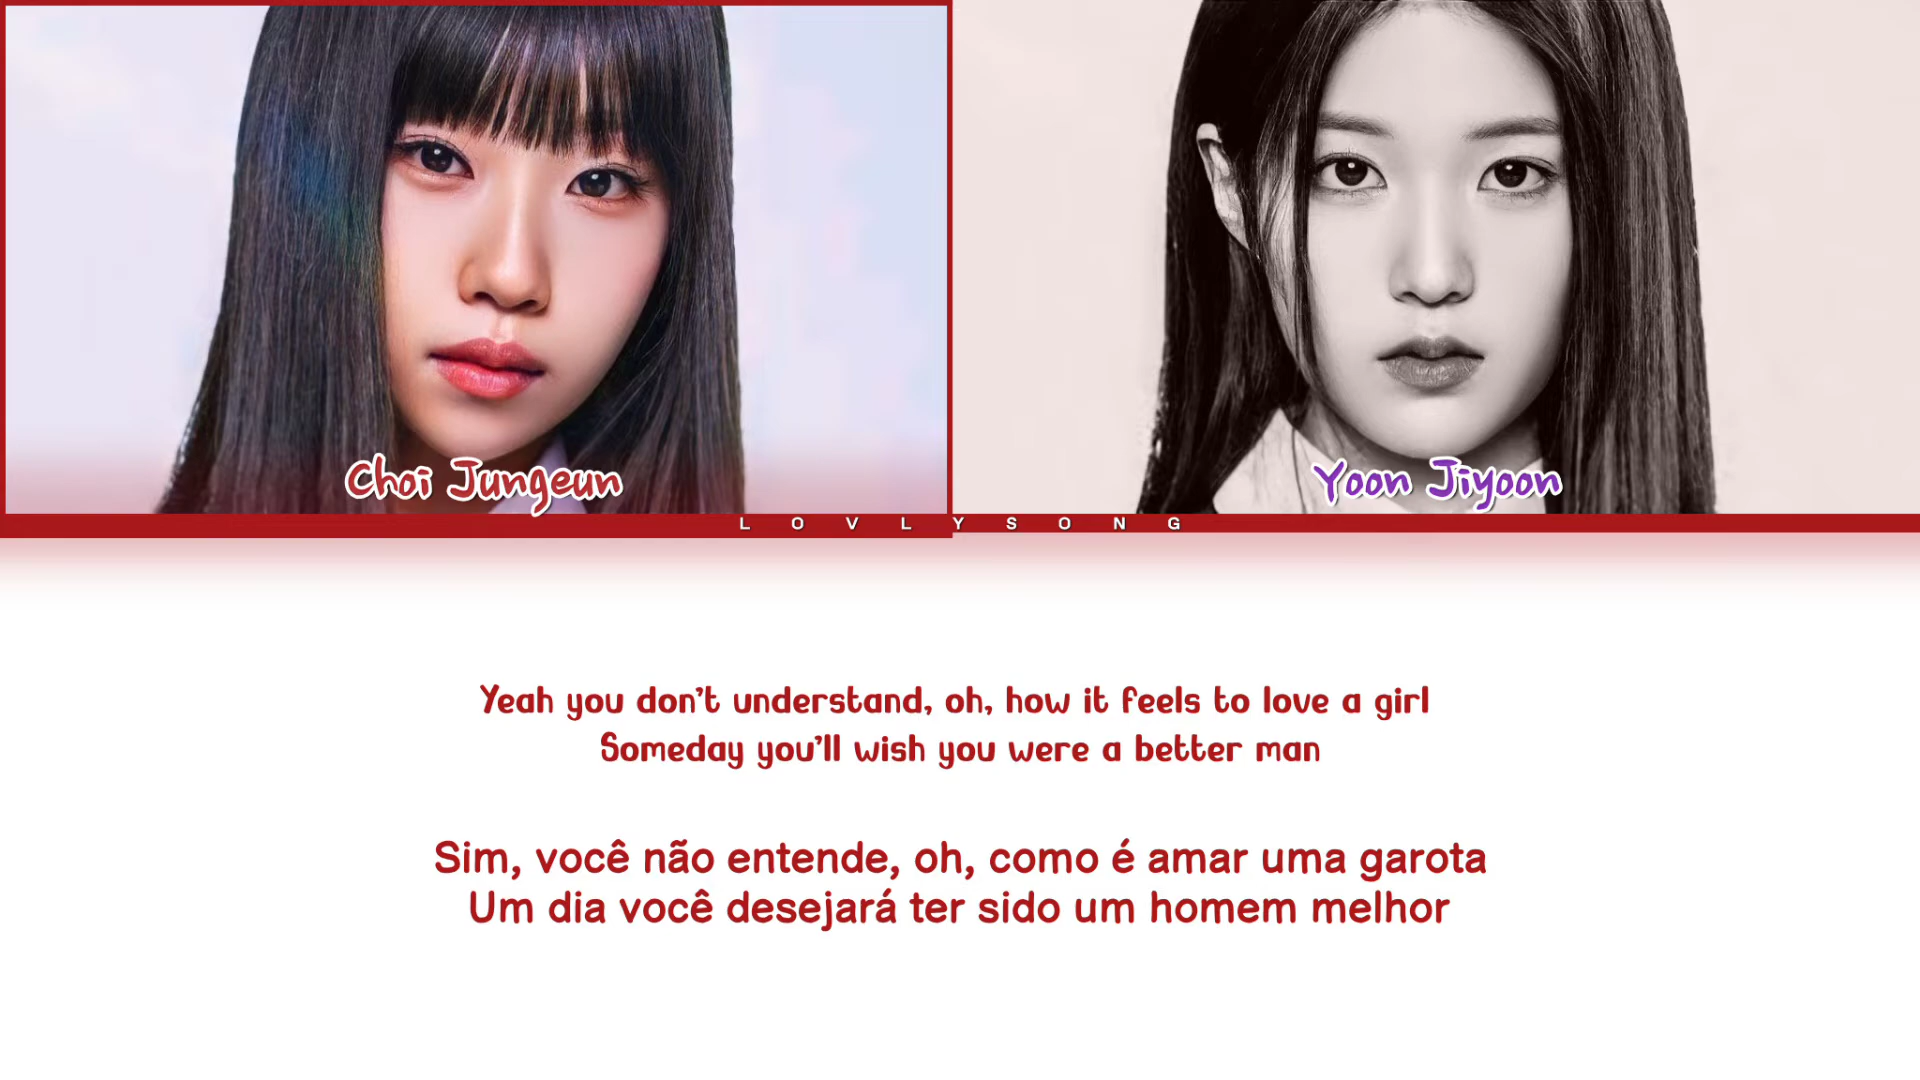 Choi Jungeun
Yoon Jiyoon
LOVLYSONG
Yeah you don't understand, oh, how it feels to love a girl
Someday you'll wish you were a better man
Sim, você não entende, oh, como é amar uma garota
Um dia você desejará ter sido um homem melhor